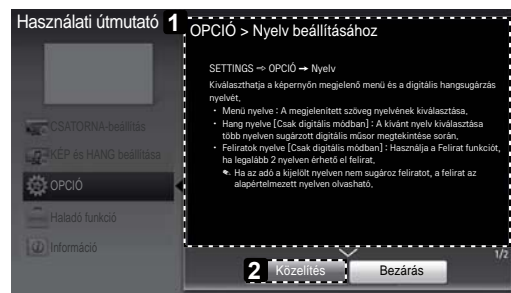 Használati útmutató
1
OPCIÓ > Nyelv beállításához
SETTINGS ⇨ OPCIÓ ➙ Nyelv
Kiválaszthatja a képernyőn megjelenő menü és a digitális hangsugárzás
nyelvét.
• Menü nyelve : A megjelenített szöveg nyelvének kiválasztása.
• Hang nyelve [Csak digitális módban] : A kívánt nyelv kiválasztása
több nyelven sugárzott digitális műsor megtekintése során.
• Feliratok nyelve [Csak digitális módban] : Használja a Felirat funkciót,
ha legalább 2 nyelven érhető el felirat.
Ha az adó a kijelölt nyelven nem sugároz feliratot, a felirat az
alapértelmezett nyelven olvasható.
CSATORNA-beállítás
KÉP és HANG beállítása
OPCIÓ
Haladó funkció
Információ
1/2
2
Közelítés
Bezárás